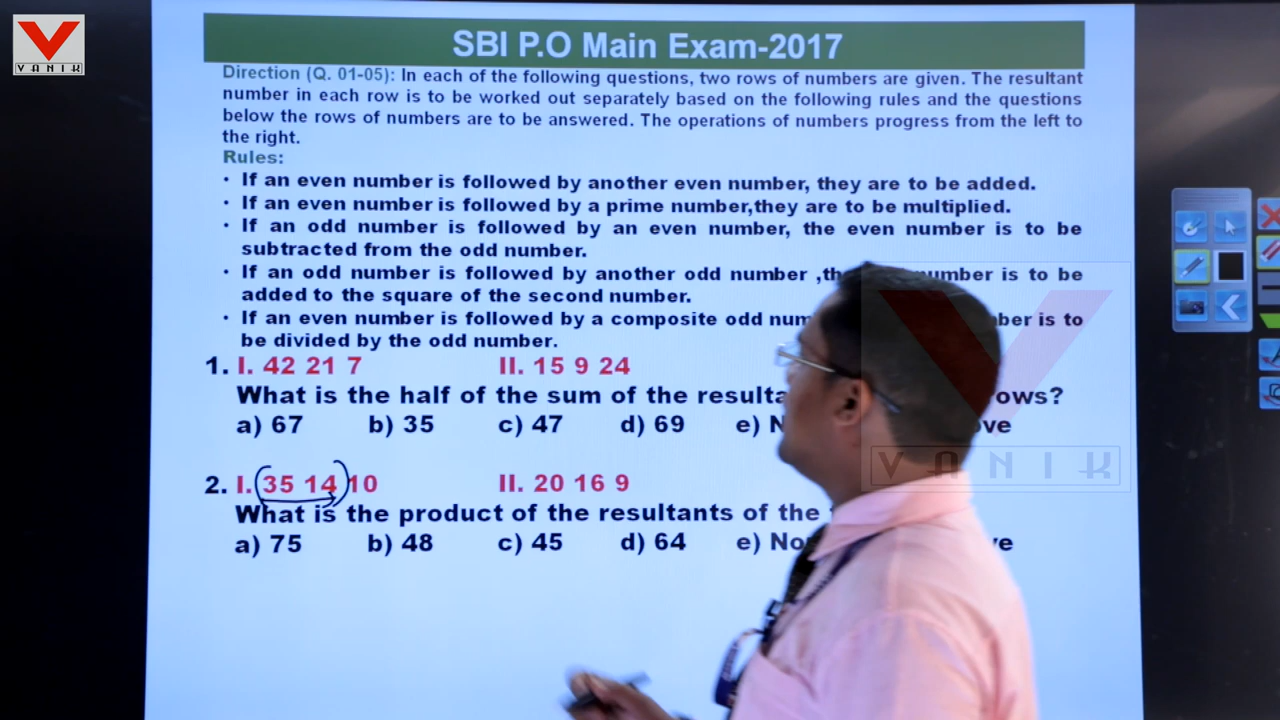 VANIK
SBI P.O Main Exam-2017
Direction (Q. 01-05): In each of the following questions, two rows of numbers are given. The resultant
number in each row is to be worked out separately based on the following rules and the questions
below the rows of numbers are to be answered. The operations of numbers progress from the left to
the right.
Rules:
• If an even number is followed by another even number, they are to be added.
• If an even number is followed by a prime number,they are to be multiplied.
• If an odd number is followed by an even number, the even number is to be
subtracted from the odd number.
• If an odd number is followed by another odd number ,the number is to be
added to the square of the second number.
• If an even number is followed by a composite odd is to
be divided by the odd number.
1. I. 42 21 7 II. 15 9 24
What is the half of the sum of the
a) 67 b) 35 c) 47 d) 69 e)
2. I. 35 14 10 II. 20 16 9
What is the product of the resultants of the
a) 75 b) 48 c) 45 d) 64 e)
VANIK